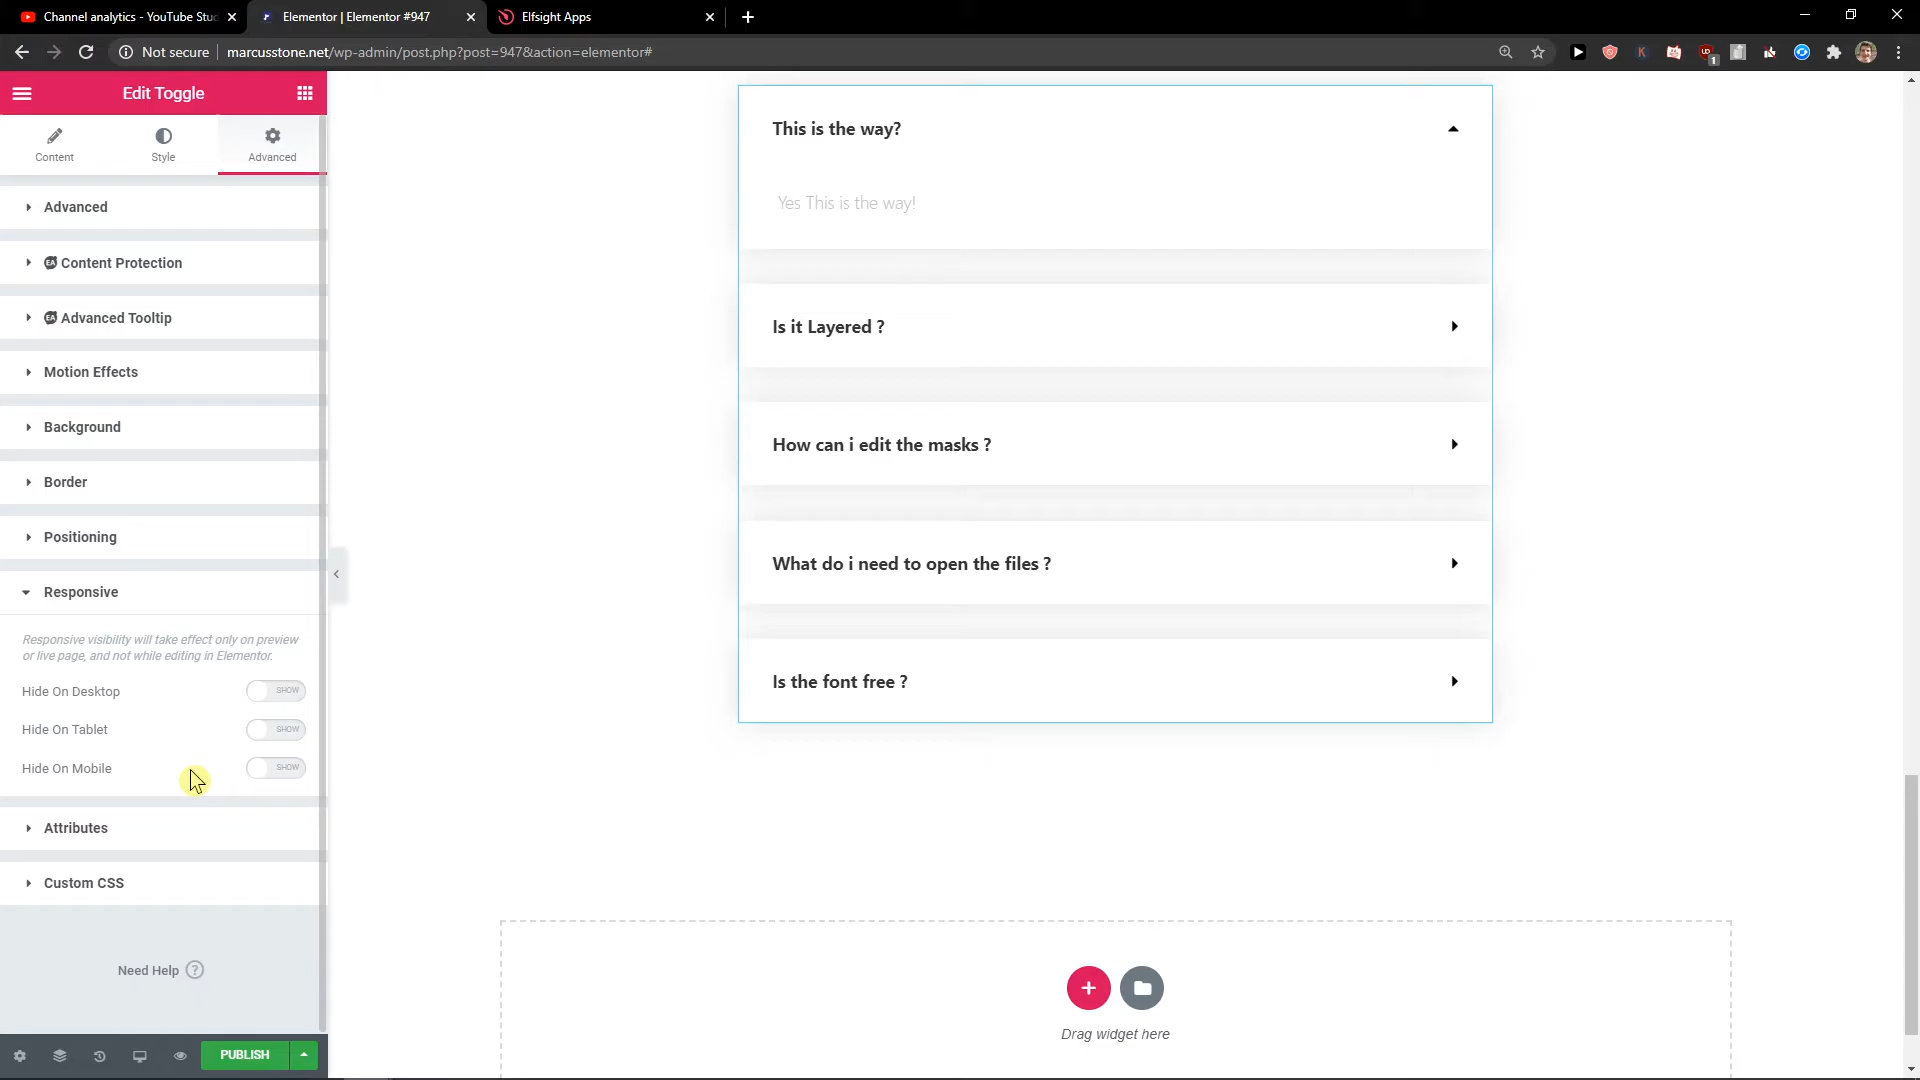 Channel analytics - YouTube Stu
Elementor | Elementor #947
Elfsight Apps
Not secure
marcusstone.net/wp-admin/post.php?post=947&action=elementor#
Edit Toggle
Content
Style
Advanced
Advanced
EA Content Protection
EA Advanced Tooltip
Motion Effects
Background
Border
Positioning
Responsive
Responsive visibility will take effect only on preview
or live page, and not while editing in Elementor.
Hide On Desktop
SHOW
Hide On Tablet
SHOW
Hide On Mobile
SHOW
Attributes
Custom CSS
Need Help ?
PUBLISH
This is the way?
Yes This is the way!
Is it Layered ?
How can i edit the masks ?
What do i need to open the files ?
Is the font free ?
Drag widget here